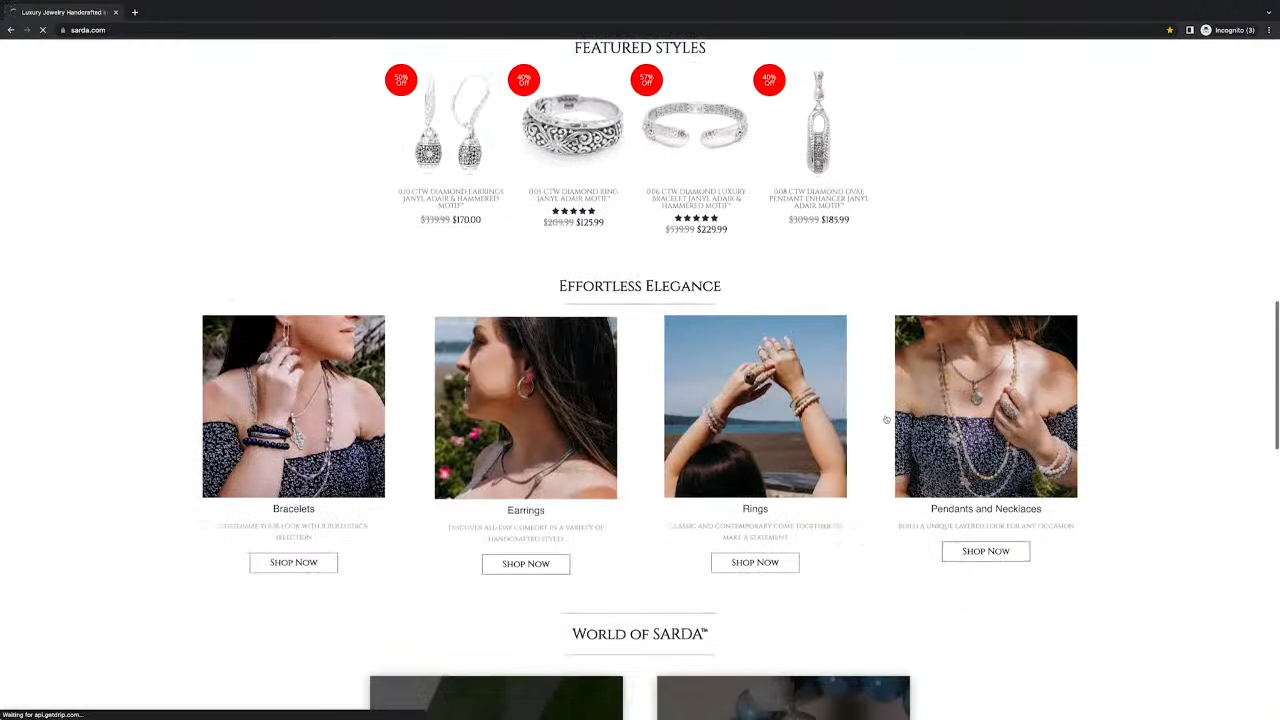 Luxury Jewelry Handcrafted i
sarda.com
Incognito (3)
FEATURED STYLES
50% Off
40% Off
57% Off
40% Off
0.10 CTW DIAMOND EARRINGS
JANYL ADAIR & HAMMERED
MOTIF™
$339.99 $170.00
0.05 CTW DIAMOND RING
JANYL ADAIR MOTIF™
$209.99 $125.99
0.06 CTW DIAMOND LUXURY
BRACELET JANYL ADAIR &
HAMMERED MOTIF™
$539.99 $229.99
0.08 CTW DIAMOND OVAL
PENDANT ENHANCER JANYL
ADAIR MOTIF™
$309.99 $185.99
EFFORTLESS ELEGANCE
Bracelets
CUSTOMIZE YOUR LOOK WITH A BOLD STACK
SELECTION
SHOP NOW
Earrings
DISCOVER ALL-DAY COMFORT IN A VARIETY OF
HANDCRAFTED STYLES
SHOP NOW
Rings
CLASSIC AND CONTEMPORARY COME TOGETHER TO
MAKE A STATEMENT
SHOP NOW
Pendants and Necklaces
BUILD A UNIQUE LAYERED LOOK FOR ANY OCCASION
SHOP NOW
WORLD OF SARDA™
Waiting for api.getdrip.com...